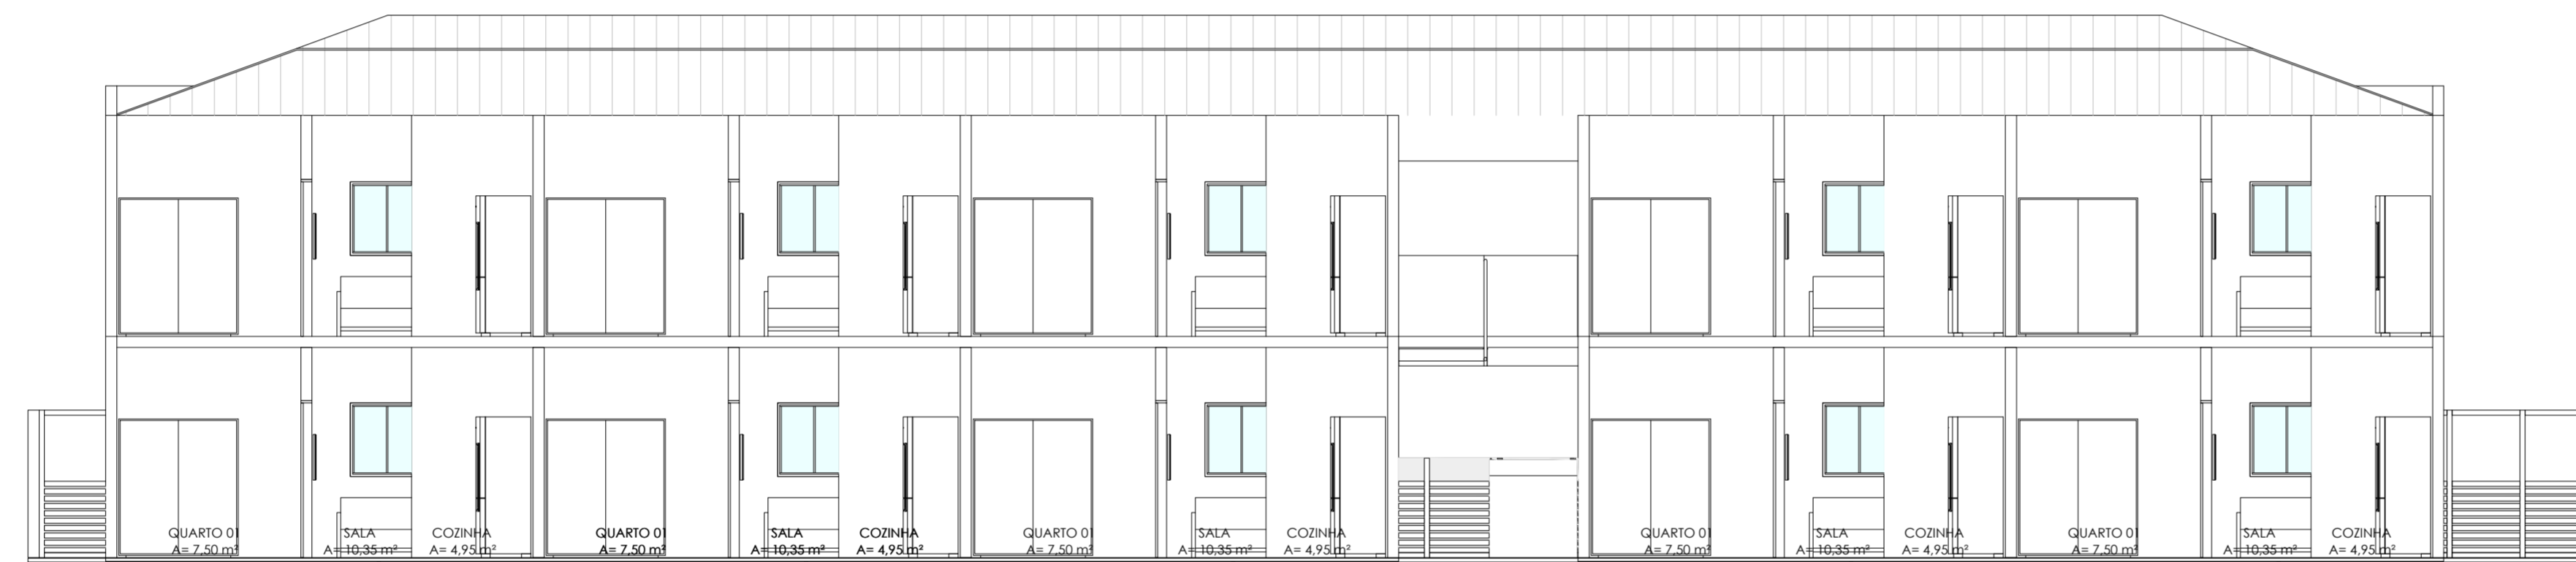 QUARTO 01
A= 7,50 m²
SALA
A= 10,35 m²
COZINHA
A= 4,95 m²
QUARTO 01
A= 7,50 m²
SALA
A= 10,35 m²
COZINHA
A= 4,95 m²
QUARTO 01
A= 7,50 m²
SALA
A= 10,35 m²
COZINHA
A= 4,95 m²
QUARTO 01
A= 7,50 m²
SALA
A= 10,35 m²
COZINHA
A= 4,95 m²
QUARTO 01
A= 7,50 m²
SALA
A= 10,35 m²
COZINHA
A= 4,95 m²